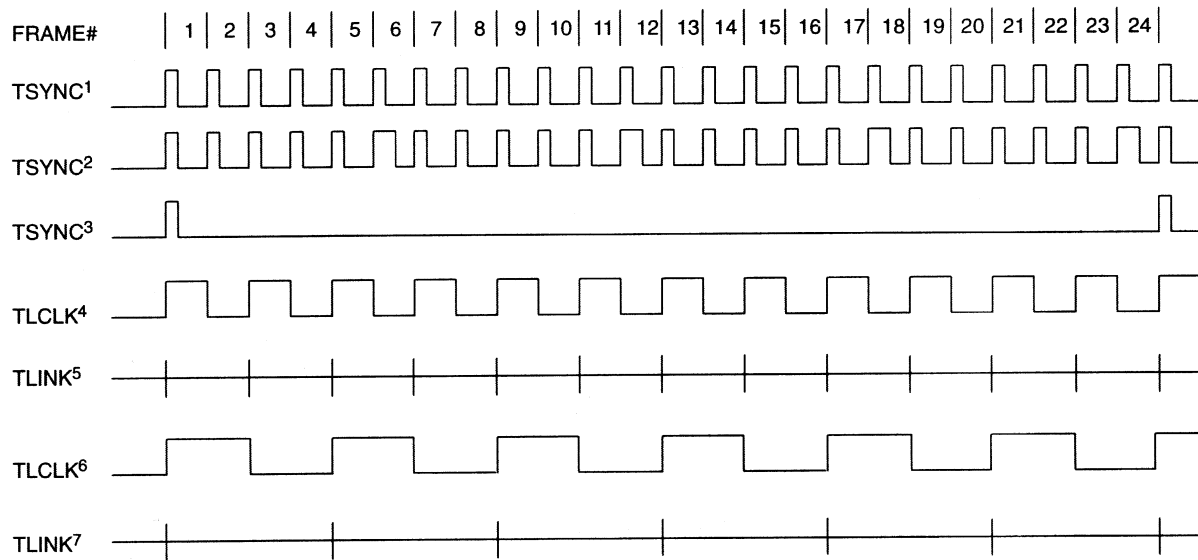 FRAME# 1 2 3 4 5 6 7 8 9 10 11 12 13 14 15 16 17 18 19 20 21 22 23 24
TSYNC¹
TSYNC²
TSYNC³
TLCLK⁴
TLINK⁵
TLCLK⁶
TLINK⁷